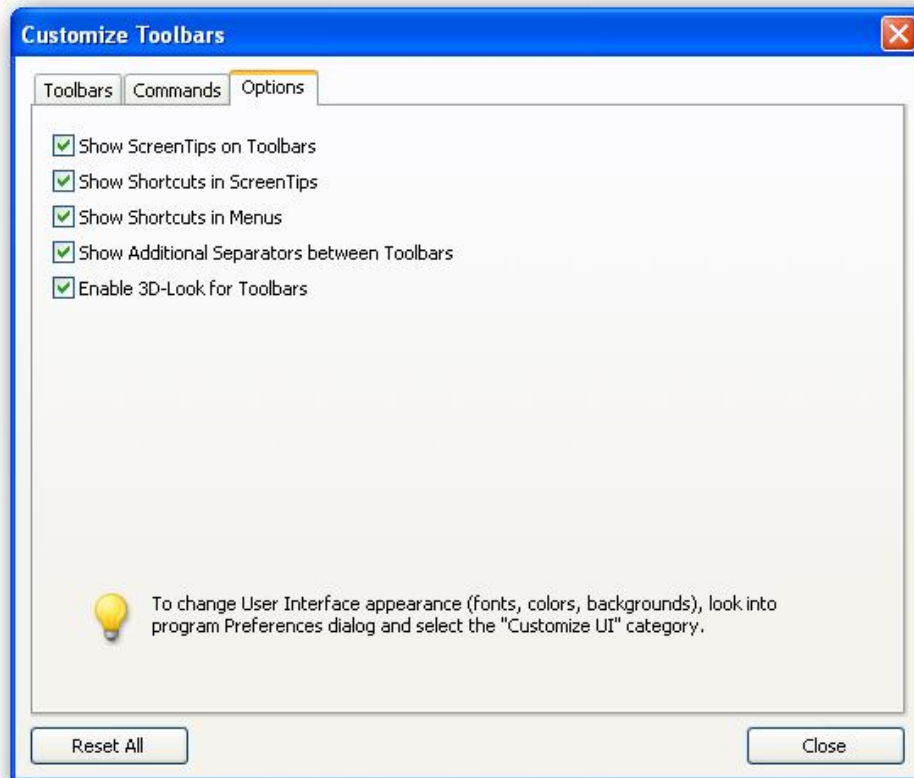 Customize Toolbars
Toolbars Commands Options
Show ScreenTips on Toolbars
Show Shortcuts in ScreenTips
Show Shortcuts in Menus
Show Additional Separators between Toolbars
Enable 3D-Look for Toolbars
To change User Interface appearance (fonts, colors, backgrounds), look into
program Preferences dialog and select the "Customize UI" category.
Reset All Close